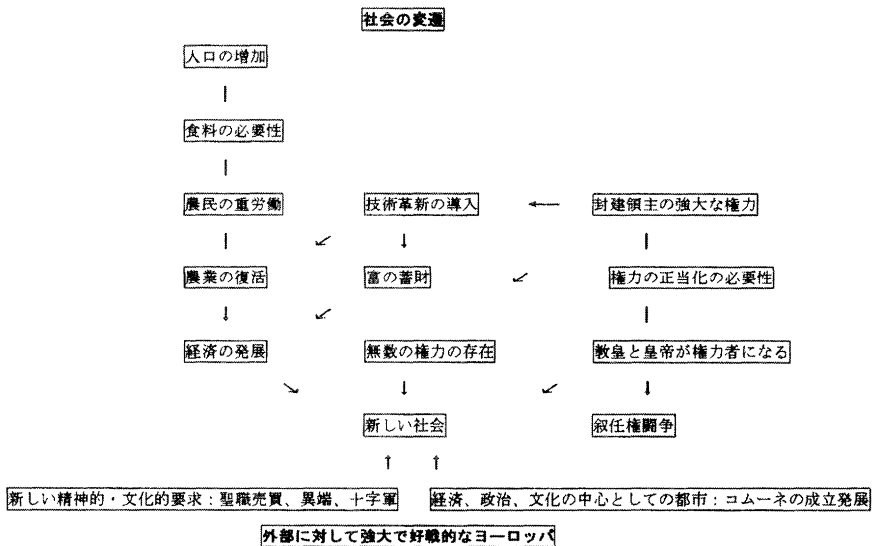 社会の変遷
人口の増加
食料の必要性
農民の重労働 技術革新の導入 封建領主の強大な権力
農業の復活 富の蓄財 権力の正当化の必要性
経済の発展 無数の権力の存在 教皇と皇帝が権力者になる
新しい社会 叙任権闘争
新しい精神的・文化的要求：聖職売買、異端、十字軍 経済、政治、文化の中心としての都市：コムーネの成立発展
外部に対して強大で好戦的なヨーロッパ